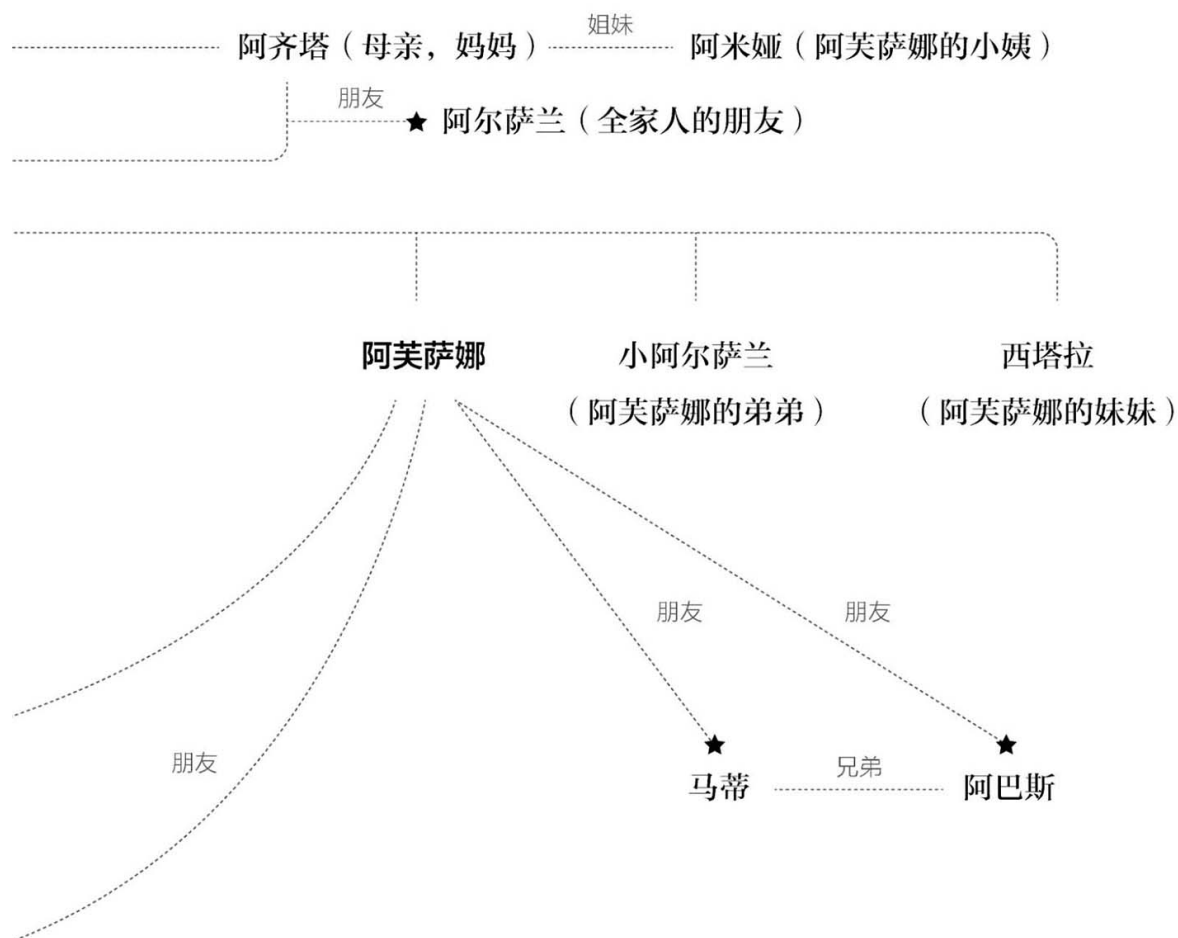 姐妹
阿齐塔（母亲，妈妈） 阿米娅（阿芙萨娜的小姨）
朋友
阿尔萨兰（全家人的朋友）
阿芙萨娜 小阿尔萨兰 西塔拉
（阿芙萨娜的弟弟） （阿芙萨娜的妹妹）
朋友 朋友
朋友 兄弟
马蒂 阿巴斯